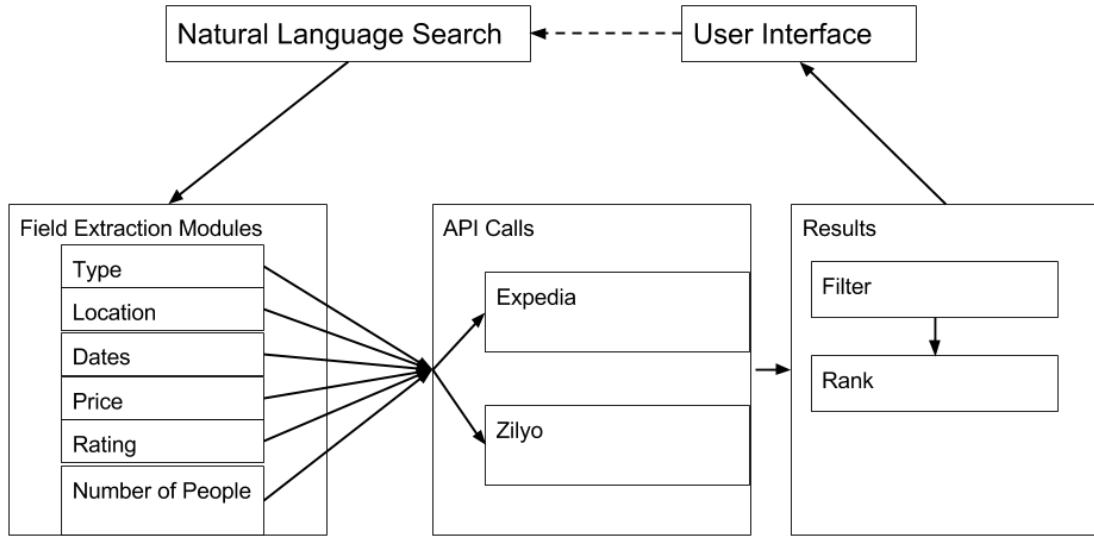 Natural Language Search
User Interface
Field Extraction Modules
Type
Location
Dates
Price
Rating
Number of People
API Calls
Expedia
Zilyo
Results
Filter
Rank